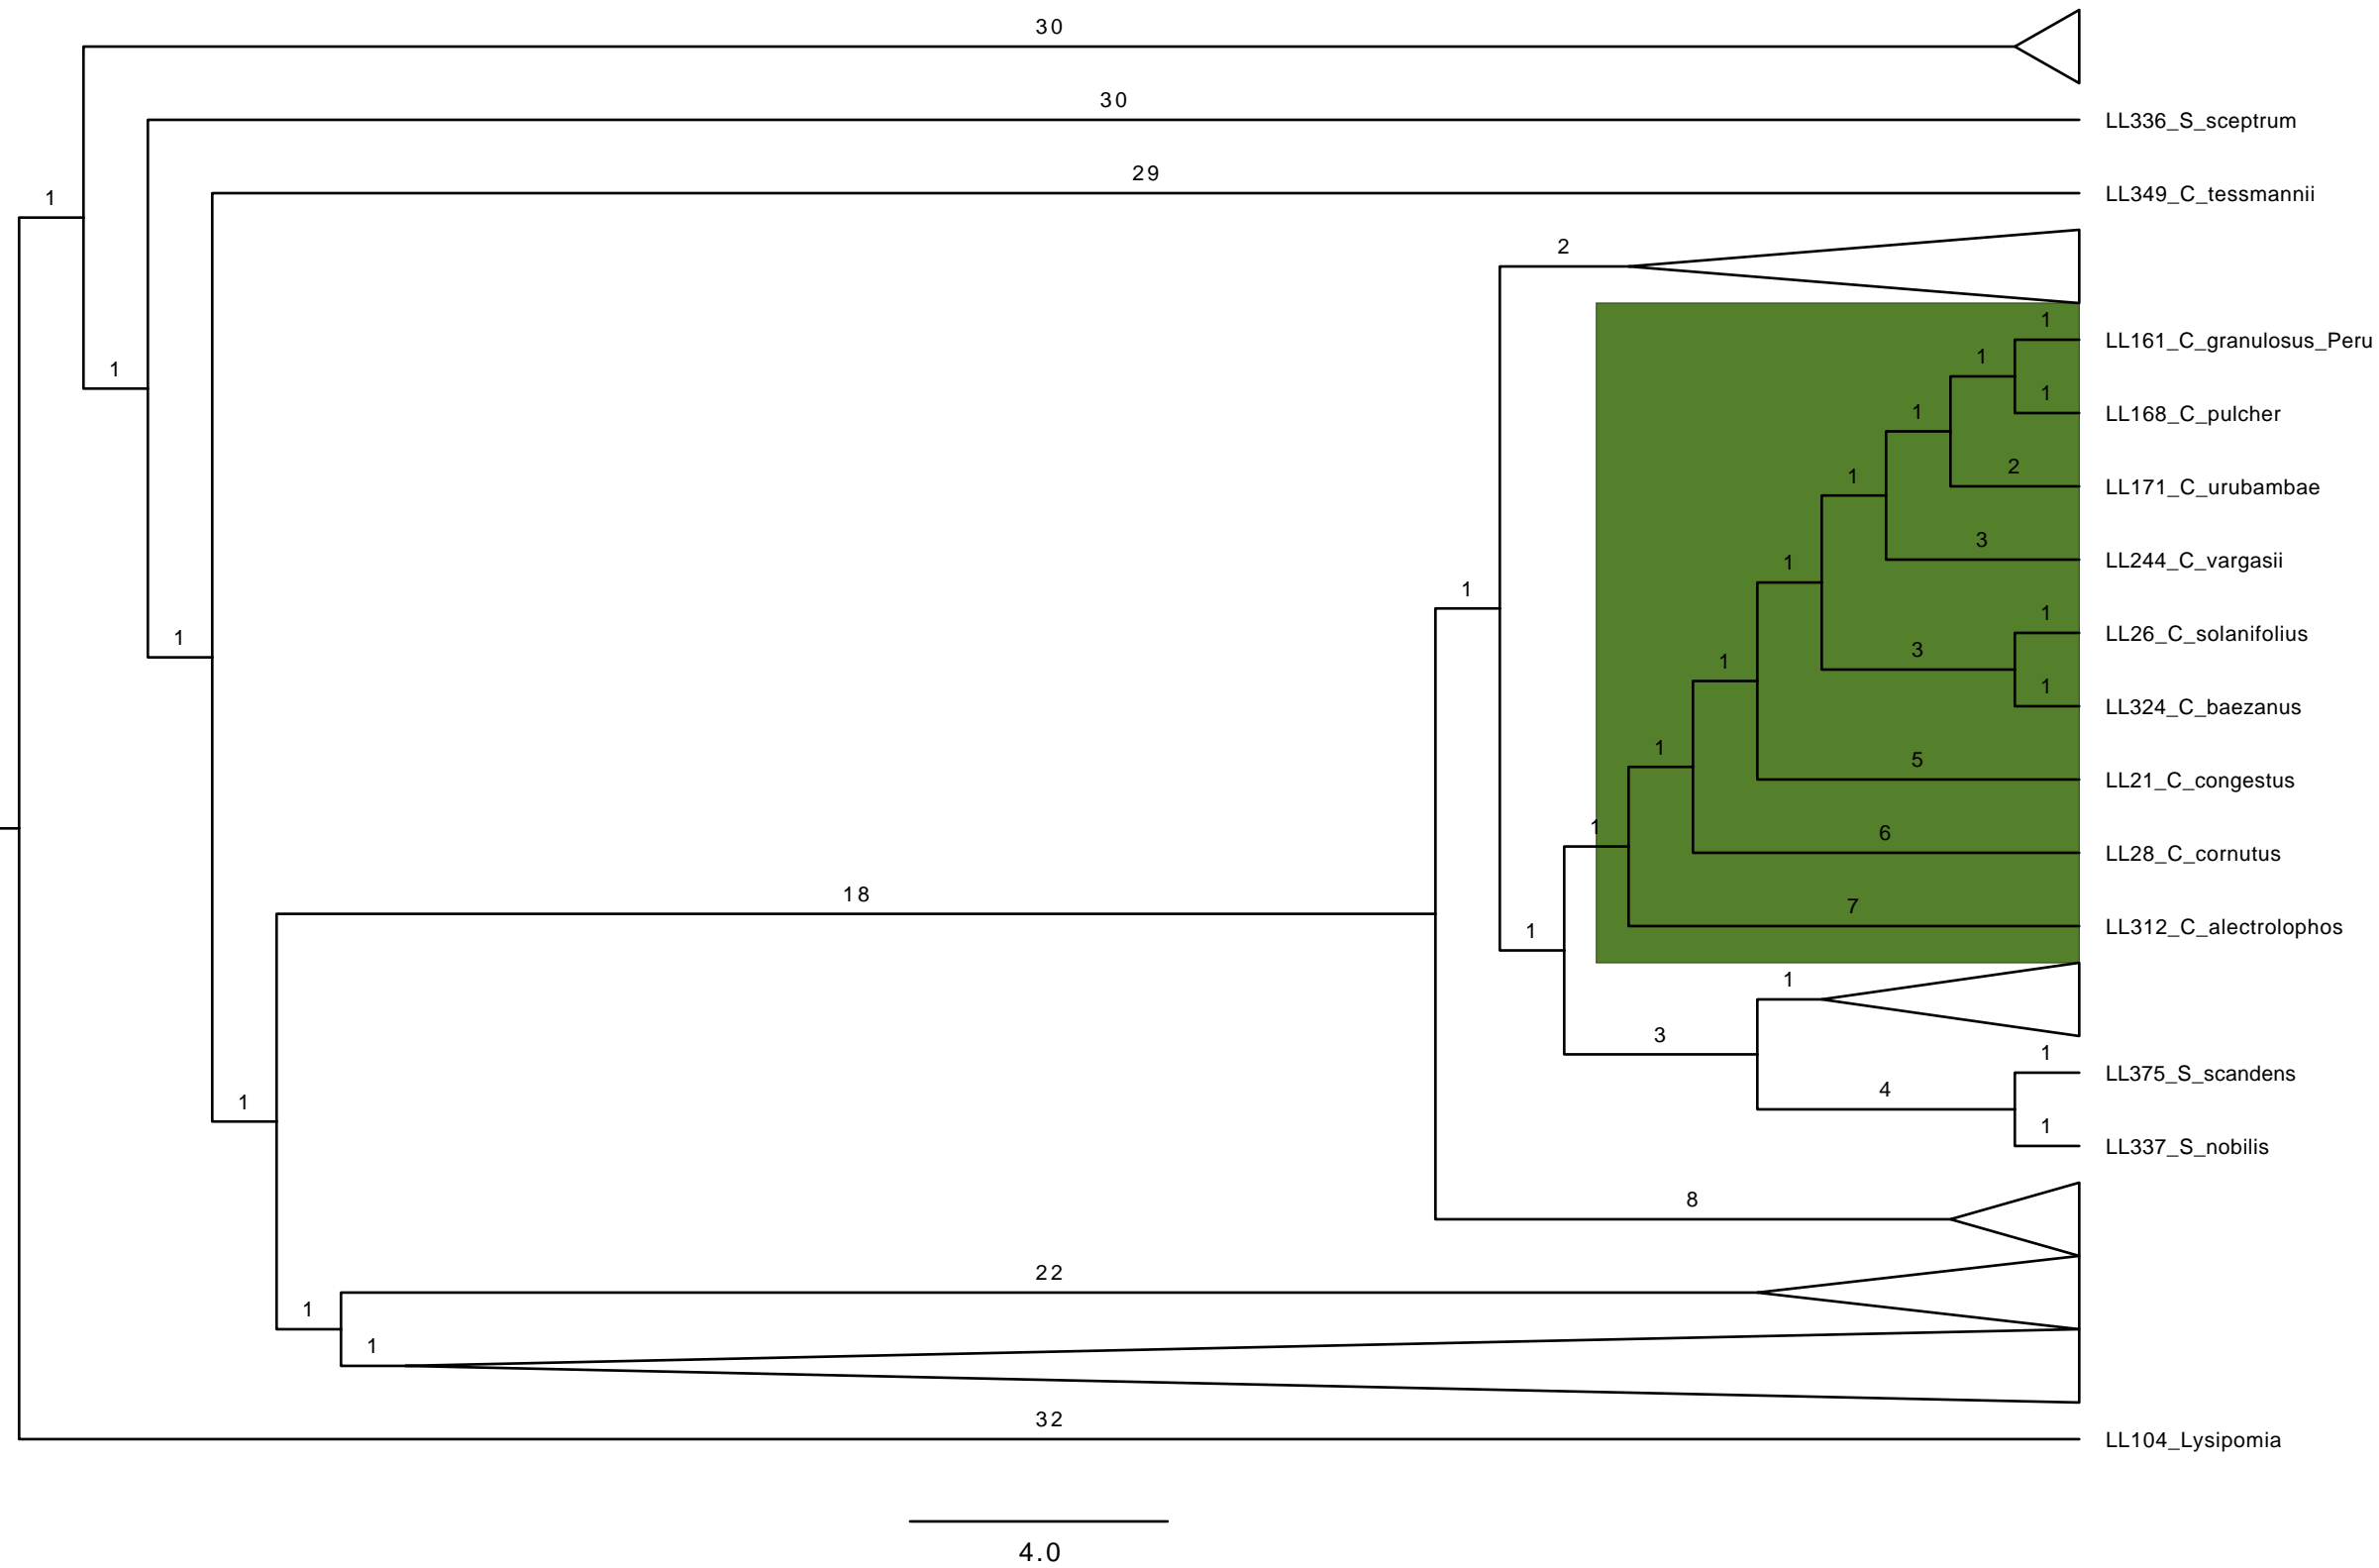 30
30
LL336_S_sceptrum
29
LL349_C_tessmannii
1
2
1
LL161_C_granulosus_Peru
1
1
1
LL168_C_pulcher
1
2
LL171_C_urubambae
1
3
LL244_C_vargasii
1
1
1
LL26_C_solanifolius
1
3
1
1
LL324_C_baezanus
1
5
LL21_C_congestus
1
6
LL28_C_cornutus
18
7
LL312_C_alectrolophos
1
1
3
1
LL375_S_scandens
1
4
1
LL337_S_nobilis
8
22
1
1
32
LL104_Lysipomia
4.0